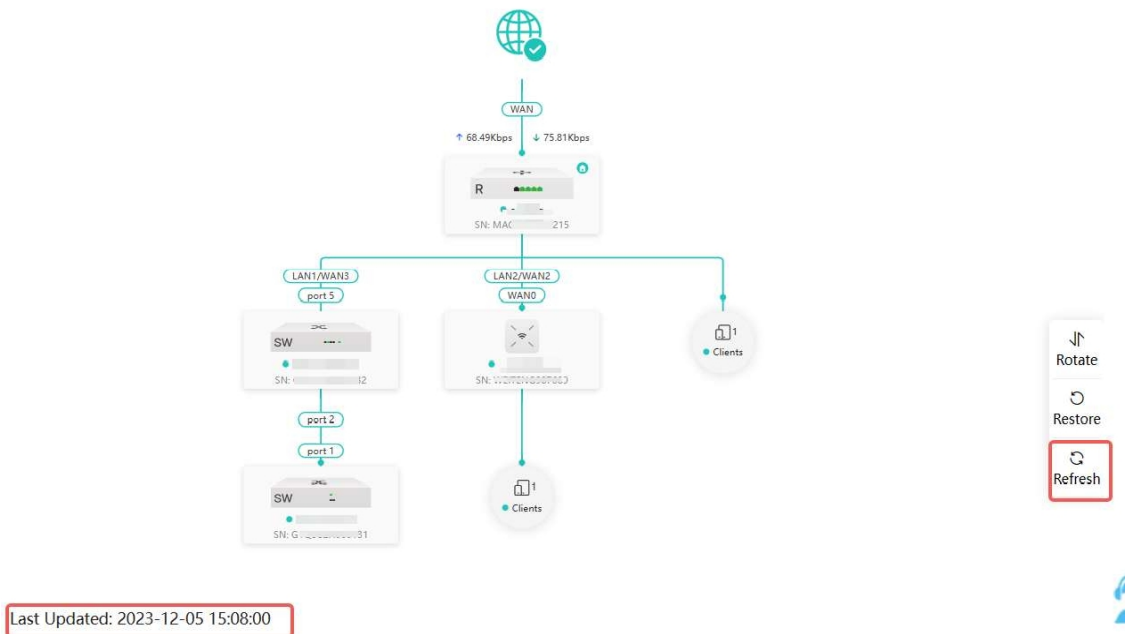 WAN
↑ 68.49Kbps ↓ 75.81Kbps
R
SN: MAC 215
LAN1/WAN3
LAN2/WAN2
port 5
WAN0
1
Clients
SW
SN: 2
SN:
port 2
port 1
SW
SN: G 31
1
Clients
Rotate
Restore
Refresh
Last Updated: 2023-12-05 15:08:00